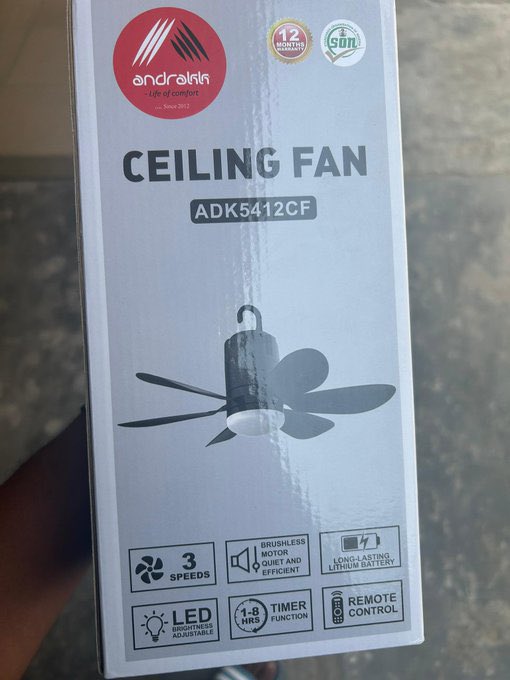 andrakk
- Life of comfort
Since 2012
12
MONTHS
WARRANTY
SON
CEILING FAN
ADK5412CF
3
SPEEDS
BRUSHLESS
MOTOR
QUIET AND
EFFICIENT
LONG-LASTING
LITHIUM BATTERY
LED
BRIGHTNESS
ADJUSTABLE
1-8
HRS
TIMER
FUNCTION
REMOTE
CONTROL